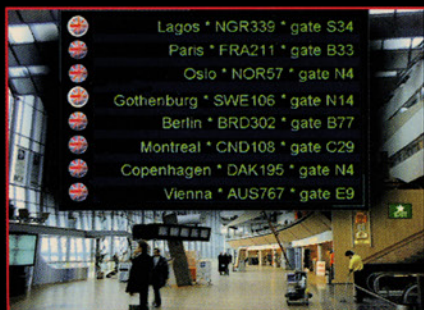 Lagos * NGR339 * gate S34
Paris * FRA211 * gate B33
Oslo * NOR57 * gate N4
Gothenburg * SWE106 * gate N14
Berlin * BRD302 * gate B77
Montreal * CND108 * gate C29
Copenhagen * DAK195 * gate N4
Vienna * AUS767 * gate E9